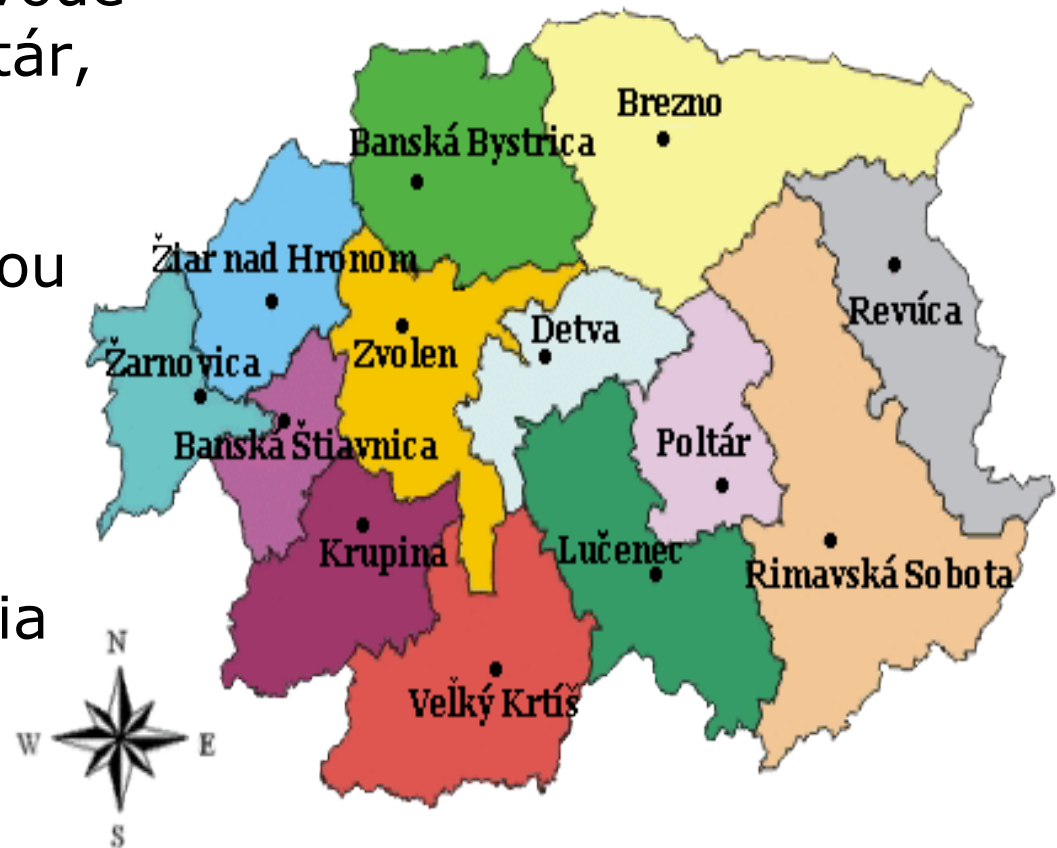 tár,
ou
ia
Brezno
Banská Bystrica
Žiar nad Hronom
Revúca
Detva
Zvolen
Žarnovica
Banská Štiavnica
Poltár
Krupina
Lučenec
Rimavská Sobota
Veľký Krtíš
N
W
E
S